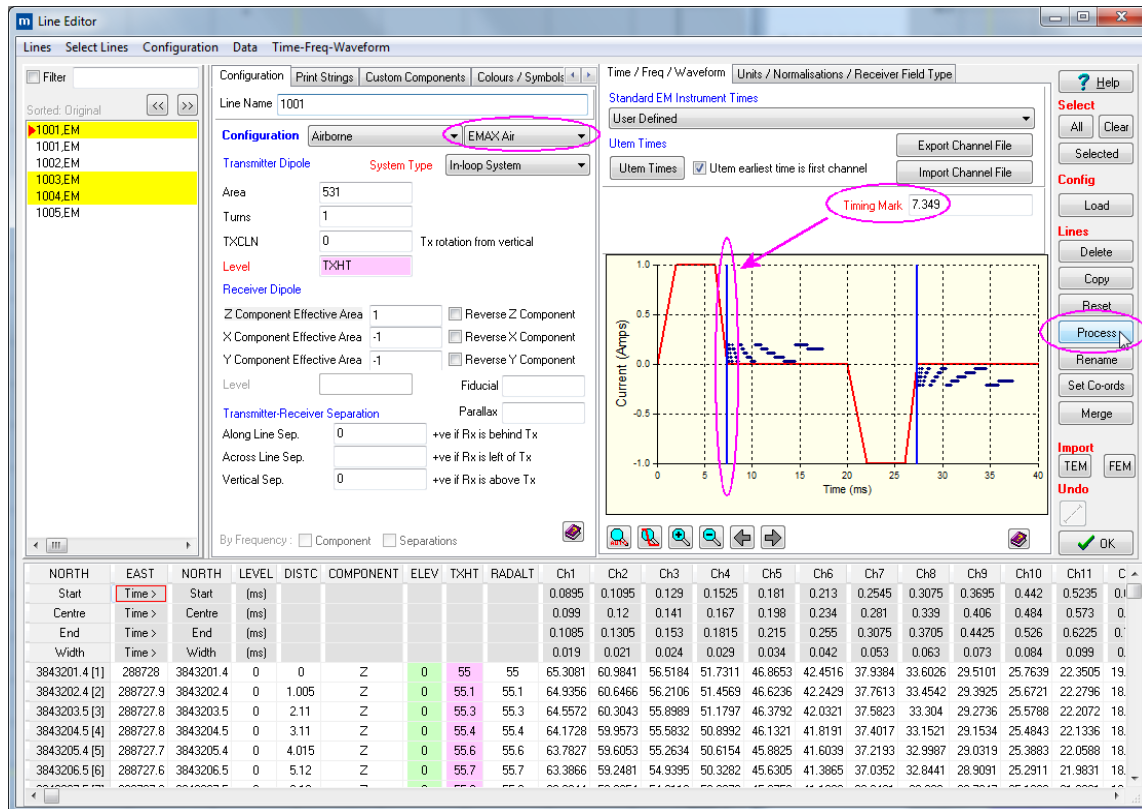 Line Editor
Lines Select Lines Configuration Data Time-Freq-Waveform
Filter
Sorted: Original << >>
1001,EM
1001,EM
1002,EM
1003,EM
1004,EM
1005,EM
Configuration Print Strings Custom Components Colours / Symbols
Line Name 1001
Configuration Airborne EMAX Air
Transmitter Dipole System Type In-loop System
Area 531
Turns 1
TXCLN 0 Tx rotation from vertical
Level TXHT
Receiver Dipole
Z Component Effective Area 1 Reverse Z Component
X Component Effective Area -1 Reverse X Component
Y Component Effective Area -1 Reverse Y Component
Level Fiducial
Transmitter-Receiver Separation Parallax
Along Line Sep. 0 +ve if Rx is behind Tx
Across Line Sep. +ve if Rx is left of Tx
Vertical Sep. 0 +ve if Rx is above Tx
By Frequency : Component Separations
Time / Freq / Waveform Units / Normalisations / Receiver Field Type
Standard EM Instrument Times
User Defined
Utem Times Export Channel File
Utem Times Utem earliest time is first channel Import Channel File
Timing Mark 7.349
Current (Amps)
1.0
0.5
0.0
-0.5
-1.0
0 5 10 15 20 25 30 35 40
Time (ms)
Help
Select
All Clear
Selected
Config
Load
Lines
Delete
Copy
Reset
Process
Rename
Set Co-ords
Merge
Import
TEM FEM
Undo
OK
NORTH EAST NORTH LEVEL DISTC COMPONENT ELEV TXHT RADALT Ch1 Ch2 Ch3 Ch4 Ch5 Ch6 Ch7 Ch8 Ch9 Ch10 Ch11
Start Time > Start (ms) 0.0895 0.1095 0.129 0.1525 0.181 0.213 0.2545 0.3075 0.3695 0.442 0.5235
Centre Time > Centre (ms) 0.099 0.12 0.141 0.167 0.198 0.234 0.281 0.339 0.406 0.484 0.573
End Time > End (ms) 0.1085 0.1305 0.153 0.1815 0.215 0.255 0.3075 0.3705 0.4425 0.526 0.6225
Width Time > Width (ms) 0.019 0.021 0.024 0.029 0.034 0.042 0.053 0.063 0.073 0.084 0.099
3843201.4 [1] 288728 3843201.4 0 0 Z 0 55 55 65.3081 60.9841 56.5184 51.7311 46.8653 42.4516 37.9384 33.6026 29.5101 25.7639 22.3505
3843202.4 [2] 288727.9 3843202.4 0 1.005 Z 0 55.1 55.1 64.9356 60.6466 56.2106 51.4569 46.6236 42.2429 37.7613 33.4542 29.3925 25.6721 22.2796
3843203.5 [3] 288727.8 3843203.5 0 2.11 Z 0 55.3 55.3 64.5572 60.3043 55.8989 51.1797 46.3792 42.0321 37.5823 33.304 29.2736 25.5788 22.2072
3843204.5 [4] 288727.8 3843204.5 0 3.11 Z 0 55.4 55.4 64.1728 59.9573 55.5832 50.8992 46.1321 41.8191 37.4017 33.1521 29.1534 25.4843 22.1336
3843205.4 [5] 288727.7 3843205.4 0 4.015 Z 0 55.6 55.6 63.7827 59.6053 55.2634 50.6154 45.8825 41.6039 37.2193 32.9987 29.0319 25.3883 22.0588
3843206.5 [6] 288727.6 3843206.5 0 5.12 Z 0 55.7 55.7 63.3866 59.2481 54.9395 50.3282 45.6305 41.3865 37.0352 32.8441 28.9091 25.2911 21.9831